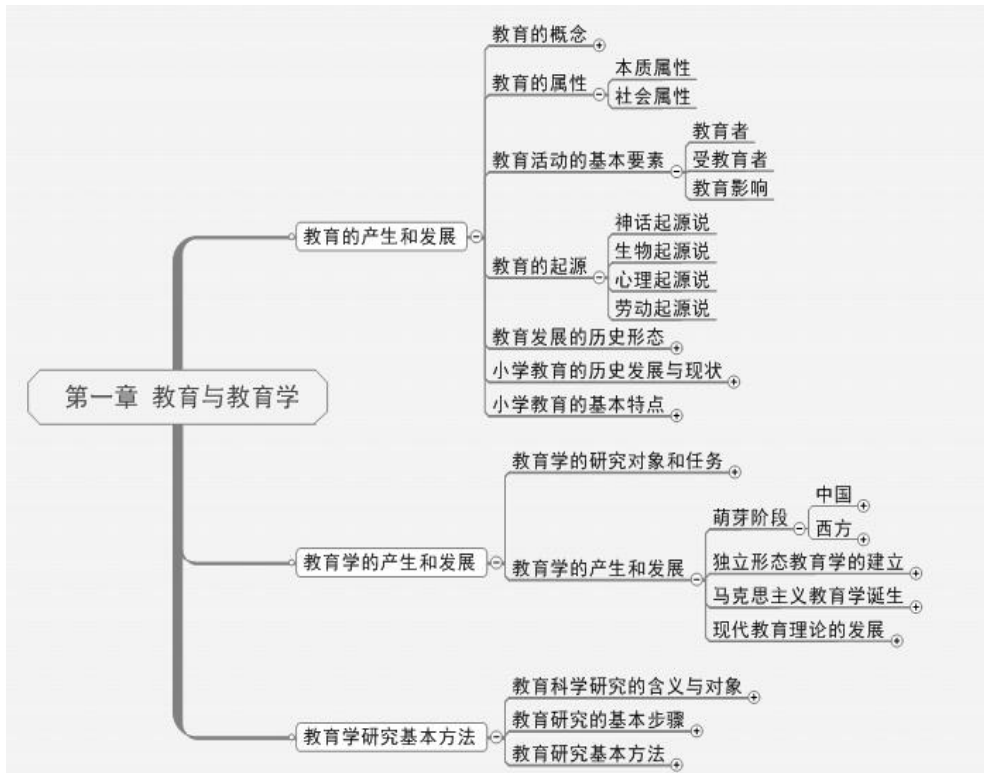 第一章 教育与教育学
教育的产生和发展
教育的概念
教育的属性
本质属性
社会属性
教育活动的基本要素
教育者
受教育者
教育影响
教育的起源
神话起源说
生物起源说
心理起源说
劳动起源说
教育发展的历史形态
小学教育的历史发展与现状
小学教育的基本特点
教育学的产生和发展
教育学的研究对象和任务
教育学的产生和发展
萌芽阶段
中国
西方
独立形态教育学的建立
马克思主义教育学诞生
现代教育理论的发展
教育学研究基本方法
教育科学研究的含义与对象
教育研究的基本步骤
教育研究基本方法